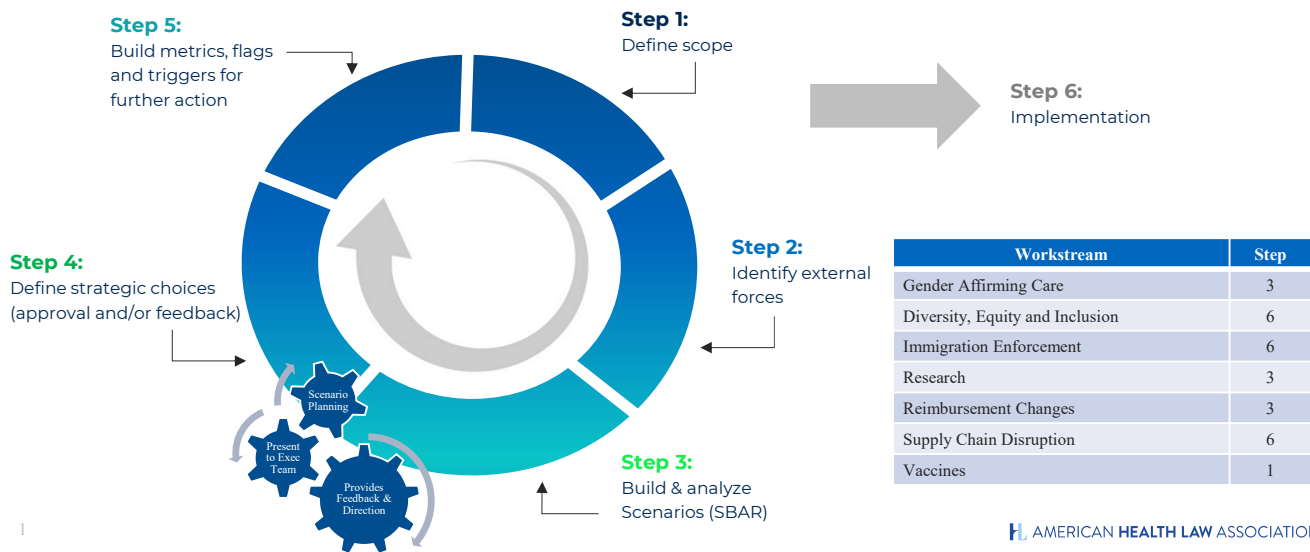 Step 5:
Build metrics, flags
and triggers for
further action
Step 1:
Define scope
Step 6:
Implementation
Step 4:
Define strategic choices
(approval and/or feedback)
Step 2:
Identify external
forces
Scenario
Planning
Present
to Exec
Team
Provides
Feedback &
Direction
Step 3:
Build & analyze
Scenarios (SBAR)
Workstream Step
Gender Affirming Care 3
Diversity, Equity and Inclusion 6
Immigration Enforcement 6
Research 3
Reimbursement Changes 3
Supply Chain Disruption 6
Vaccines 1
1
AMERICAN HEALTH LAW ASSOCIATION